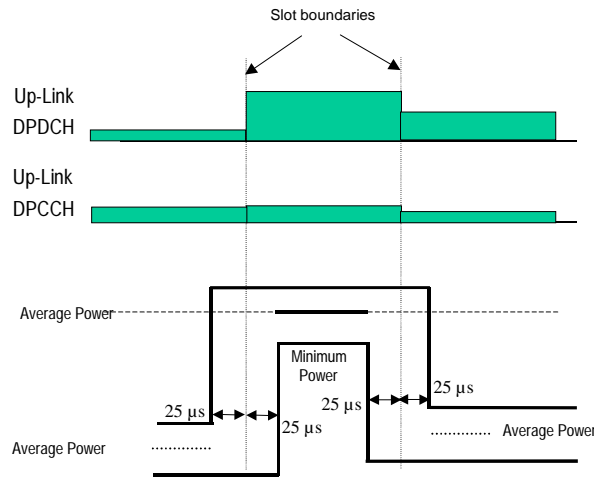 Slot boundaries
Up-Link
DPDCH
Up-Link
DPCCH
Average Power
Minimum
Power
25 µs
25 µs
25 µs
25 µs
Average Power
Average Power